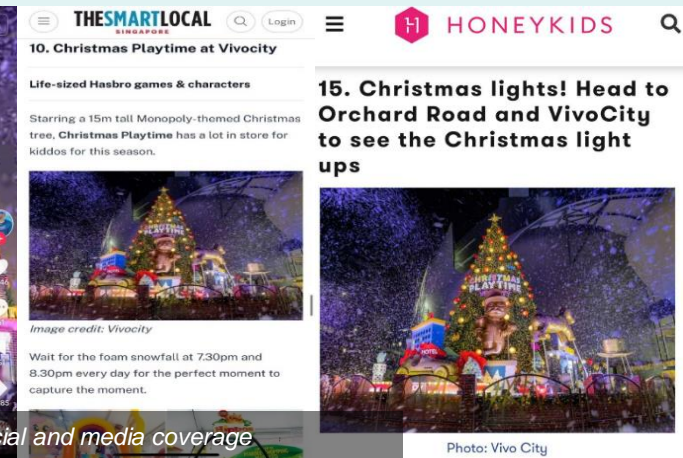 THESMARTLOCAL
SINGAPORE
Login
10. Christmas Playtime at Vivocity
Life-sized Hasbro games & characters
Starring a 15m tall Monopoly-themed Christmas
tree, Christmas Playtime has a lot in store for
kiddos for this season.
CHRISTMAS
PLAYTIME
HOTEL
Image credit: Vivocity
Wait for the foam snowfall at 7.30pm and
8.30pm every day for the perfect moment to
capture the moment.
cial and media coverage
H HONEYKIDS
15. Christmas lights! Head to
Orchard Road and VivoCity
to see the Christmas light
ups
CHRISTMAS
PLAYTIME
HOTEL
Photo: Vivo City